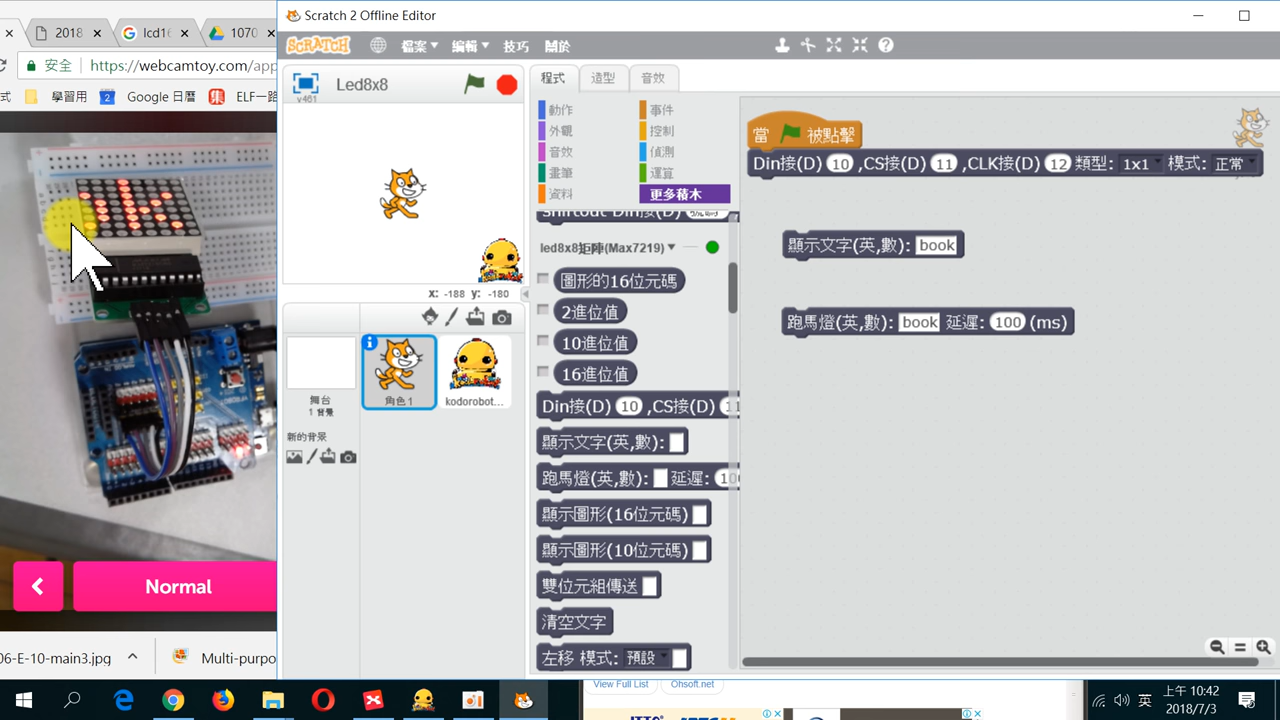 Scratch 2 Offline Editor
2018
lcd16
1070
安全
https://webcamtoy.com/app
式
學習用
2
Google 日曆
集
ELF一路
SCRATCH
檔案
編輯
技巧
關於
v461
Led8x8
程式
造型
音效
動作
外觀
音效
畫筆
資料
事件
控制
偵測
運算
更多積木
當 被點擊
Din接(D) 10 ,CS接(D) 11 ,CLK接(D) 12 類型: 1x1 模式: 正常
顯示文字(英,數): book
跑馬燈(英,數): book 延遲: 100 (ms)
led8x8矩陣(Max7219)
圖形的16位元碼
2進位值
10進位值
16進位值
Din接(D) 10 ,CS接(D) 11
顯示文字(英,數):
跑馬燈(英,數): 延遲: 10
顯示圖形(16位元碼)
顯示圖形(10位元碼)
雙位元組傳送
清空文字
左移 模式: 預設
x: -188 y: -180
舞台
1 背景
新的背景
角色1
kodorobot...
Normal
06-E-10-main3.jpg
Multi-purpo
View Full List
Ohsoft.net
英
上午 10:42
2018/7/3